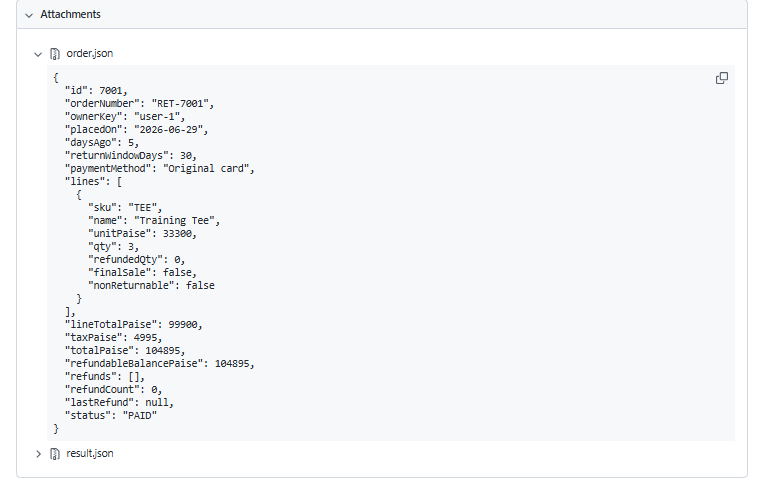 Attachments
order.json
{
  "id": 7001,
  "orderNumber": "RET-7001",
  "ownerKey": "user-1",
  "placedOn": "2026-06-29",
  "daysAgo": 5,
  "returnWindowDays": 30,
  "paymentMethod": "Original card",
  "lines": [
    {
      "sku": "TEE",
      "name": "Training Tee",
      "unitPaise": 33300,
      "qty": 3,
      "refundedQty": 0,
      "finalSale": false,
      "nonReturnable": false
    }
  ],
  "lineTotalPaise": 99900,
  "taxPaise": 4995,
  "totalPaise": 104895,
  "refundableBalancePaise": 104895,
  "refunds": [],
  "refundCount": 0,
  "lastRefund": null,
  "status": "PAID"
}
result.json